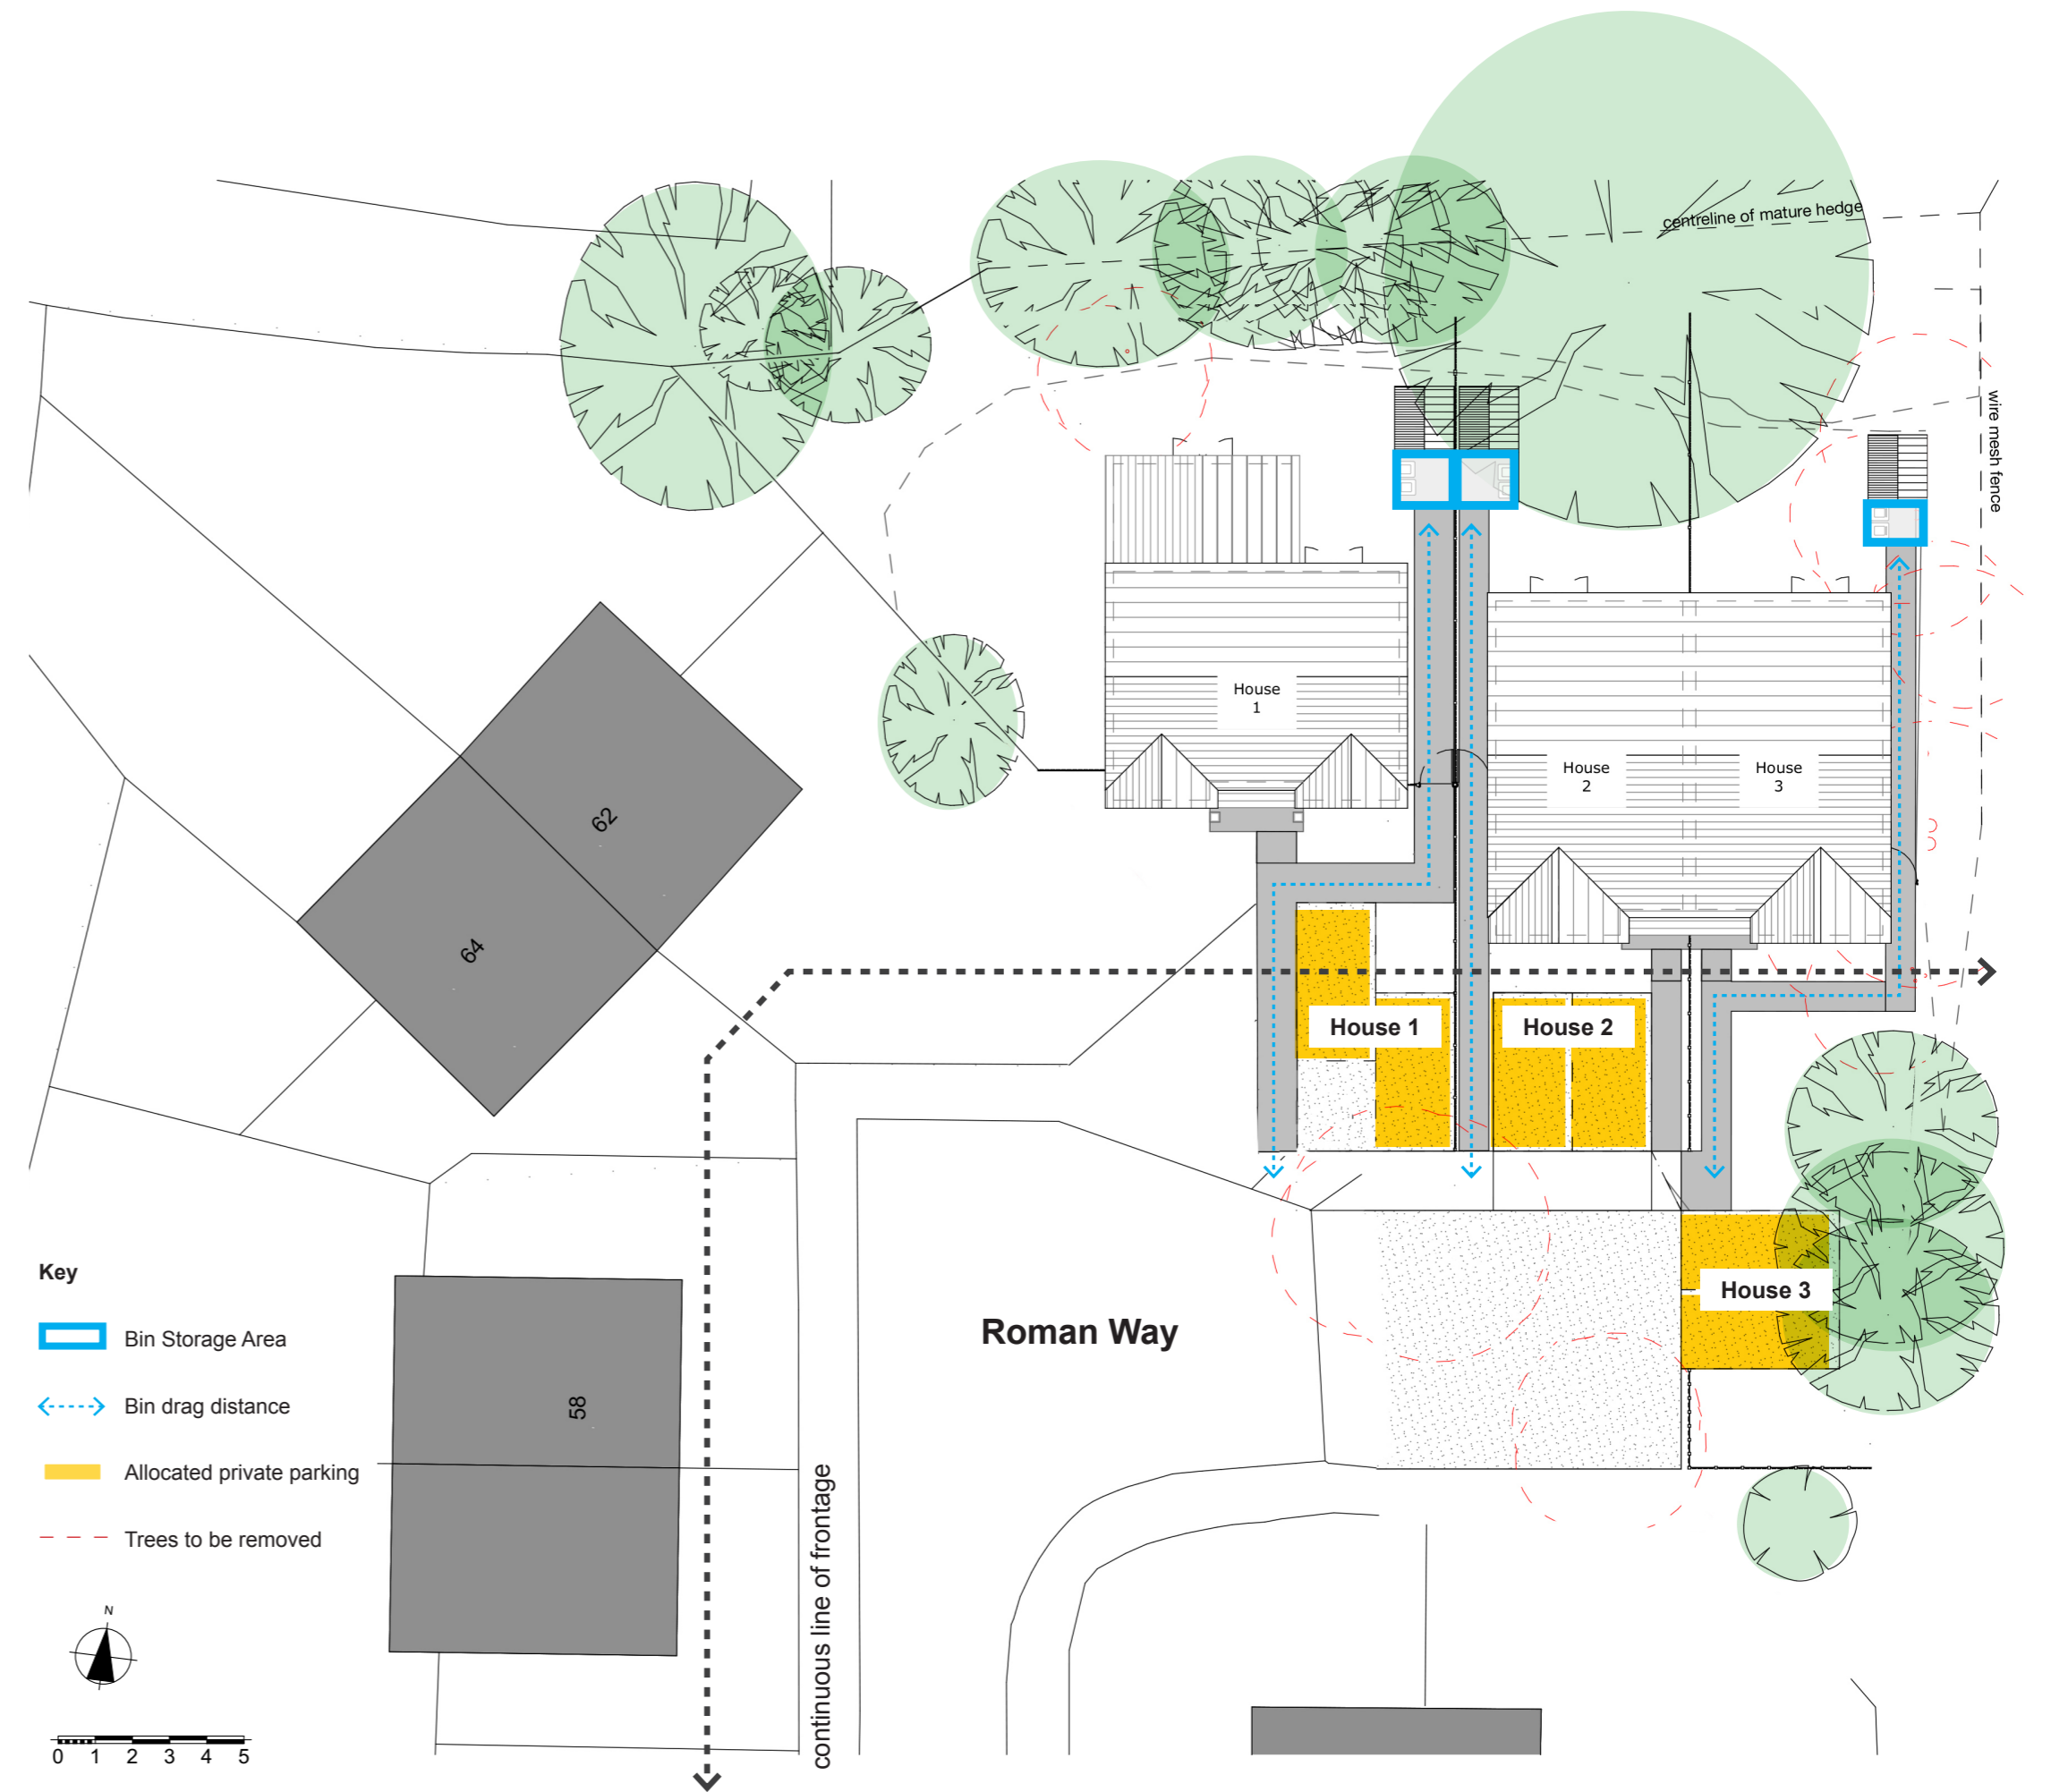 centreline of mature hedge
wire mesh fence
House
1
House
2
House
3
62
64
House 1
House 2
House 3
Roman Way
58
continuous line of frontage
Key
Bin Storage Area
Bin drag distance
Allocated private parking
Trees to be removed
N
0 1 2 3 4 5